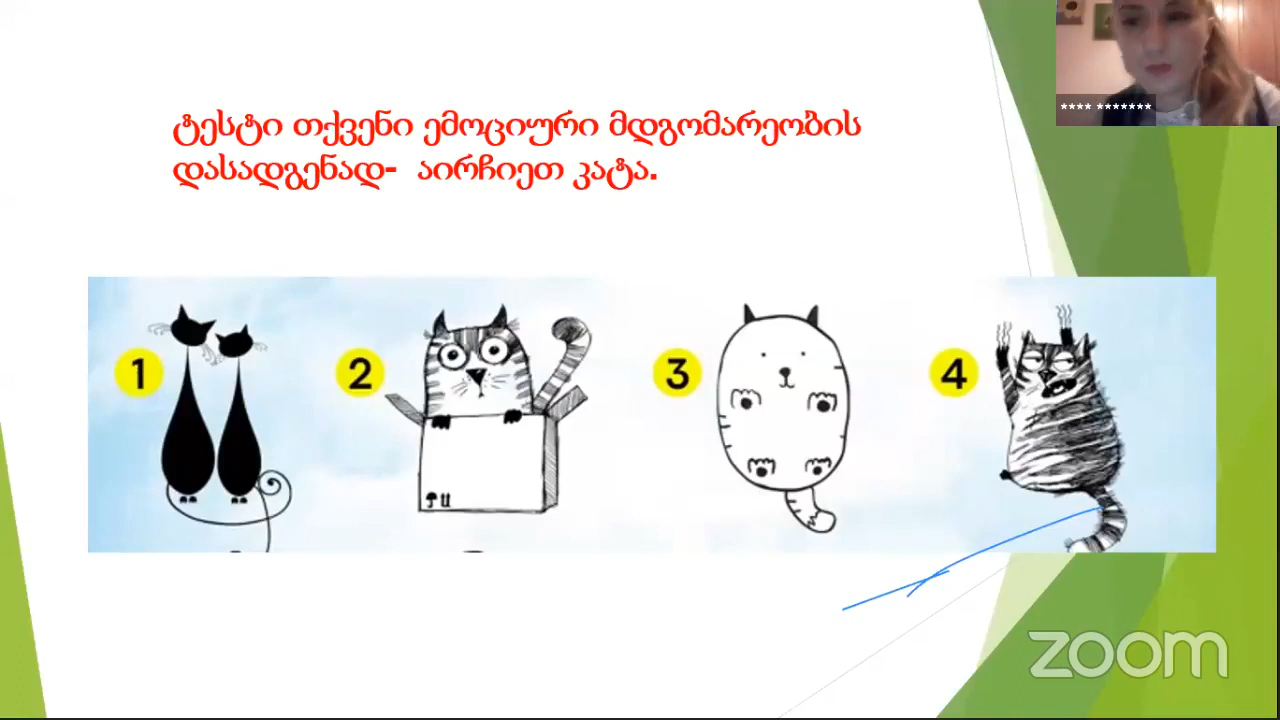 **** *******
ტესტი თქვენი ემოციური მდგომარეობის
დასადგენად- აირჩიეთ კატა.
1
2
3
4
zoom